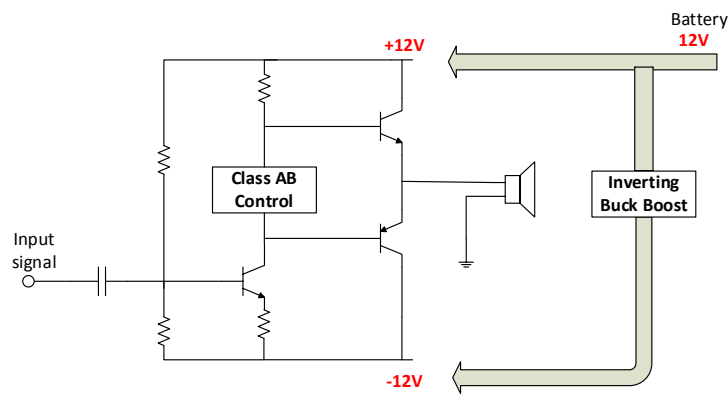 Battery
12V
+12V
Class AB
Control
Inverting
Buck Boost
Input
signal
-12V